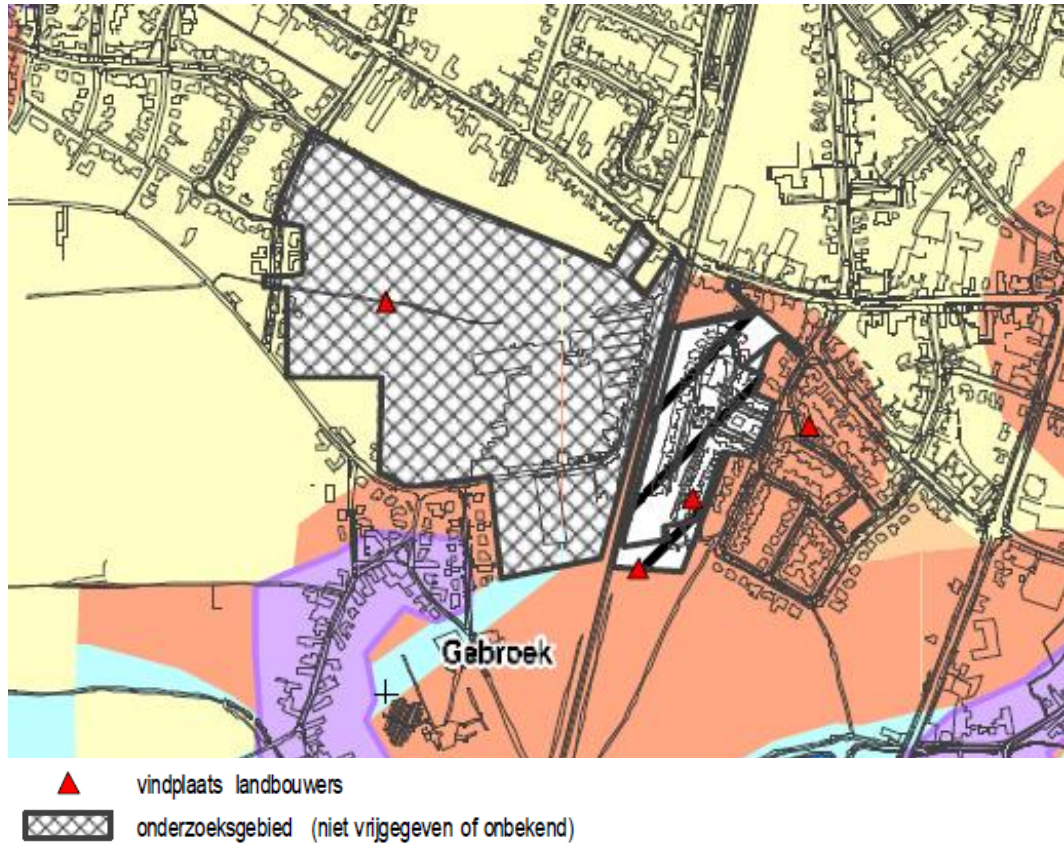 Gebroek
vindplaats landbouwers
onderzoeksgebied (niet vrijgegeven of onbekend)